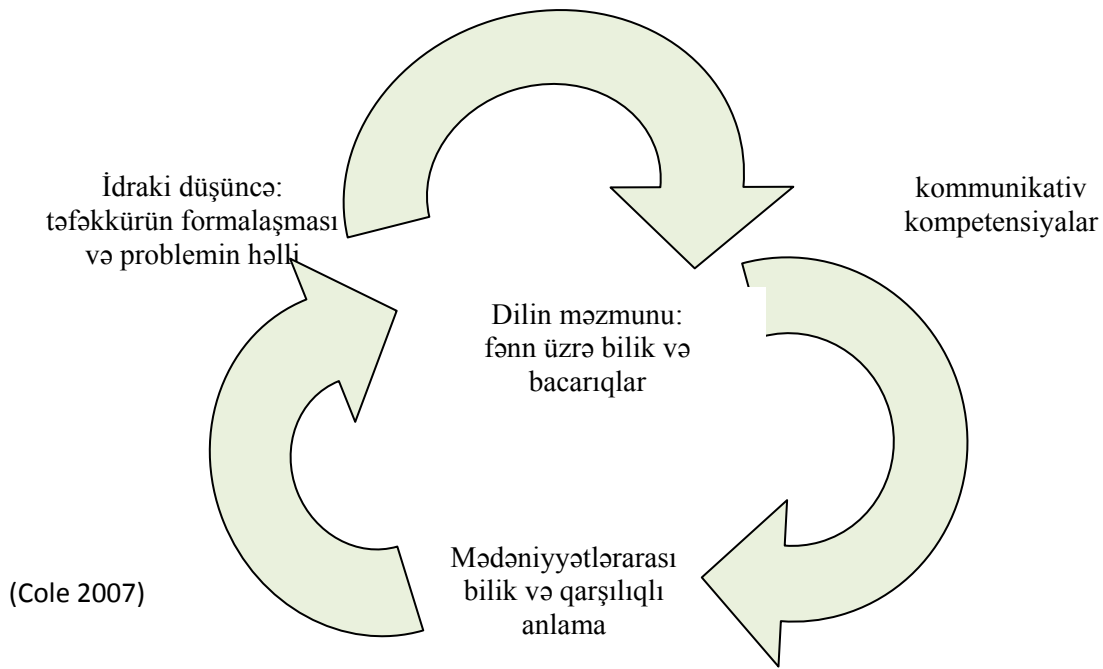 İdraki düşüncə:
təfəkkürün formalaşması
və problemin həlli
kommunikativ
kompetensiyalar
Dilin məzmunu:
fənn üzrə bilik və
bacarıqlar
Mədəniyyətlərarası
bilik və qarşılıqlı
anlama
(Cole 2007)